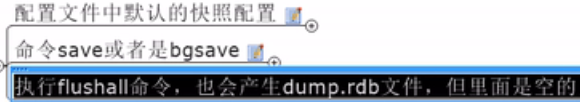 配置文件中默认的快照配置
命令save或者是bgsave
执行flushall命令，也会产生dump.rdb文件，但里面是空的